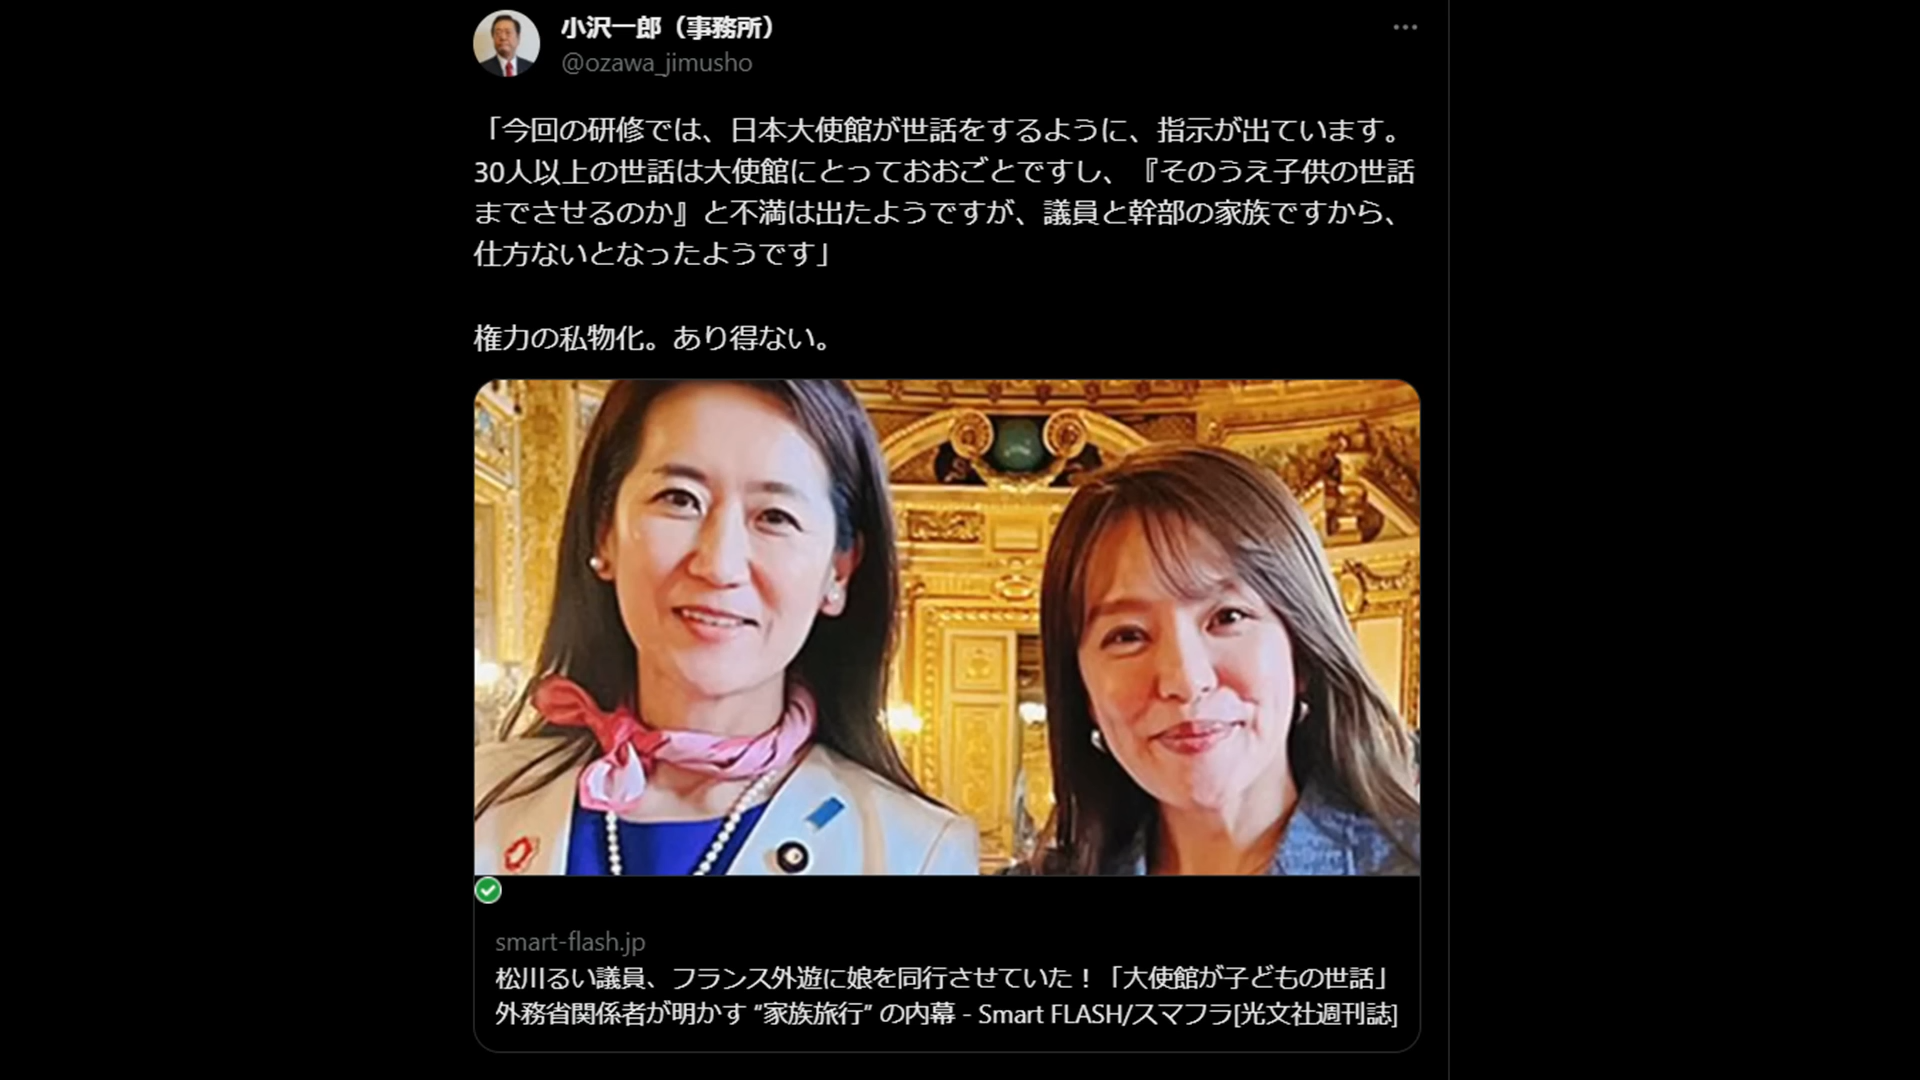 小沢一郎（事務所）
@ozawa_jimusho
「今回の研修では、日本大使館が世話をするように、指示が出ています。
30人以上の世話は大使館にとっておおごとですし、『そのうえ子供の世話
までさせるのか』と不満は出たようですが、議員と幹部の家族ですから、
仕方ないとなったようです」
権力の私物化。あり得ない。
smart-flash.jp
松川るい議員、フランス外遊に娘を同行させていた！「大使館が子どもの世話」
外務省関係者が明かす “家族旅行” の内幕 - Smart FLASH/スマフラ[光文社週刊誌]